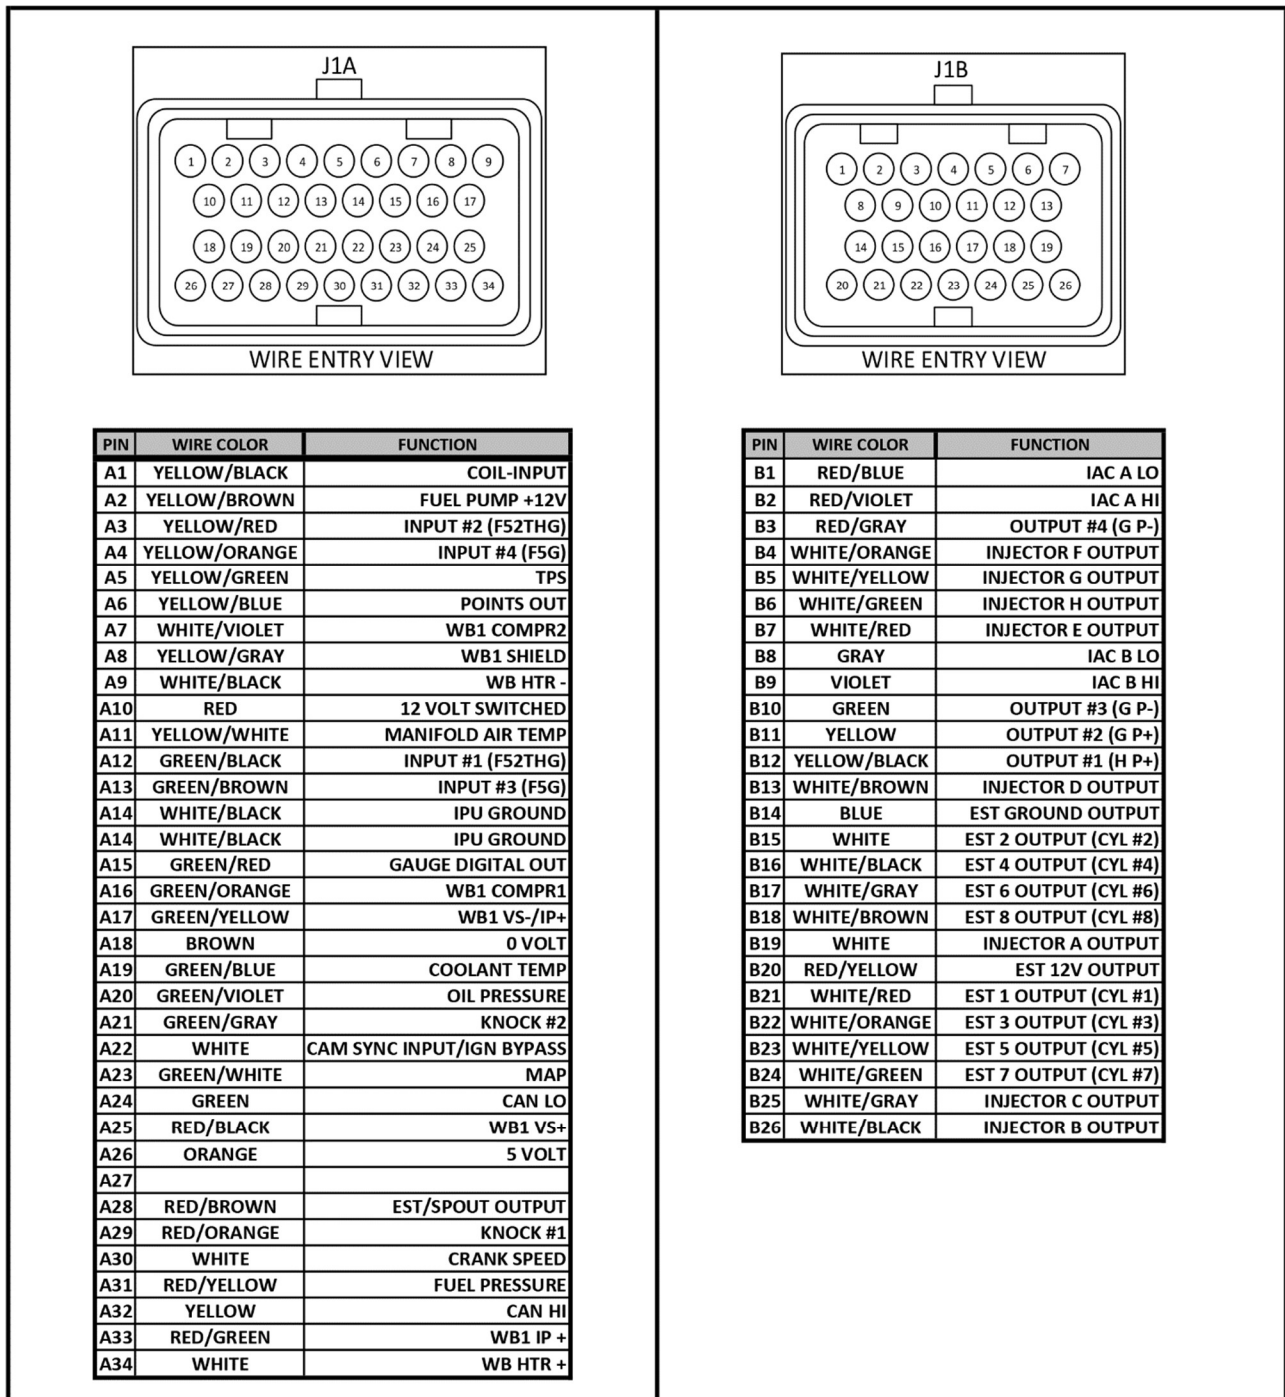 J1A
1 2 3 4 5 6 7 8 9
10 11 12 13 14 15 16 17
18 19 20 21 22 23 24 25
26 27 28 29 30 31 32 33 34
WIRE ENTRY VIEW
PIN WIRE COLOR FUNCTION
A1 YELLOW/BLACK COIL-INPUT
A2 YELLOW/BROWN FUEL PUMP +12V
A3 YELLOW/RED INPUT #2 (F52THG)
A4 YELLOW/ORANGE INPUT #4 (F5G)
A5 YELLOW/GREEN TPS
A6 YELLOW/BLUE POINTS OUT
A7 WHITE/VIOLET WB1 COMPR2
A8 YELLOW/GRAY WB1 SHIELD
A9 WHITE/BLACK WB HTR -
A10 RED 12 VOLT SWITCHED
A11 YELLOW/WHITE MANIFOLD AIR TEMP
A12 GREEN/BLACK INPUT #1 (F52THG)
A13 GREEN/BROWN INPUT #3 (F5G)
A14 WHITE/BLACK IPU GROUND
A14 WHITE/BLACK IPU GROUND
A15 GREEN/RED GAUGE DIGITAL OUT
A16 GREEN/ORANGE WB1 COMPR1
A17 GREEN/YELLOW WB1 VS-/IP+
A18 BROWN 0 VOLT
A19 GREEN/BLUE COOLANT TEMP
A20 GREEN/VIOLET OIL PRESSURE
A21 GREEN/GRAY KNOCK #2
A22 WHITE CAM SYNC INPUT/IGN BYPASS
A23 GREEN/WHITE MAP
A24 GREEN CAN LO
A25 RED/BLACK WB1 VS+
A26 ORANGE 5 VOLT
A27
A28 RED/BROWN EST/SPOUT OUTPUT
A29 RED/ORANGE KNOCK #1
A30 WHITE CRANK SPEED
A31 RED/YELLOW FUEL PRESSURE
A32 YELLOW CAN HI
A33 RED/GREEN WB1 IP +
A34 WHITE WB HTR +
J1B
1 2 3 4 5 6 7
8 9 10 11 12 13
14 15 16 17 18 19
20 21 22 23 24 25 26
WIRE ENTRY VIEW
PIN WIRE COLOR FUNCTION
B1 RED/BLUE IAC A LO
B2 RED/VIOLET IAC A HI
B3 RED/GRAY OUTPUT #4 (G P-)
B4 WHITE/ORANGE INJECTOR F OUTPUT
B5 WHITE/YELLOW INJECTOR G OUTPUT
B6 WHITE/GREEN INJECTOR H OUTPUT
B7 WHITE/RED INJECTOR E OUTPUT
B8 GRAY IAC B LO
B9 VIOLET IAC B HI
B10 GREEN OUTPUT #3 (G P-)
B11 YELLOW OUTPUT #2 (G P+)
B12 YELLOW/BLACK OUTPUT #1 (H P+)
B13 WHITE/BROWN INJECTOR D OUTPUT
B14 BLUE EST GROUND OUTPUT
B15 WHITE EST 2 OUTPUT (CYL #2)
B16 WHITE/BLACK EST 4 OUTPUT (CYL #4)
B17 WHITE/GRAY EST 6 OUTPUT (CYL #6)
B18 WHITE/BROWN EST 8 OUTPUT (CYL #8)
B19 WHITE INJECTOR A OUTPUT
B20 RED/YELLOW EST 12V OUTPUT
B21 WHITE/RED EST 1 OUTPUT (CYL #1)
B22 WHITE/ORANGE EST 3 OUTPUT (CYL #3)
B23 WHITE/YELLOW EST 5 OUTPUT (CYL #5)
B24 WHITE/GREEN EST 7 OUTPUT (CYL #7)
B25 WHITE/GRAY INJECTOR C OUTPUT
B26 WHITE/BLACK INJECTOR B OUTPUT